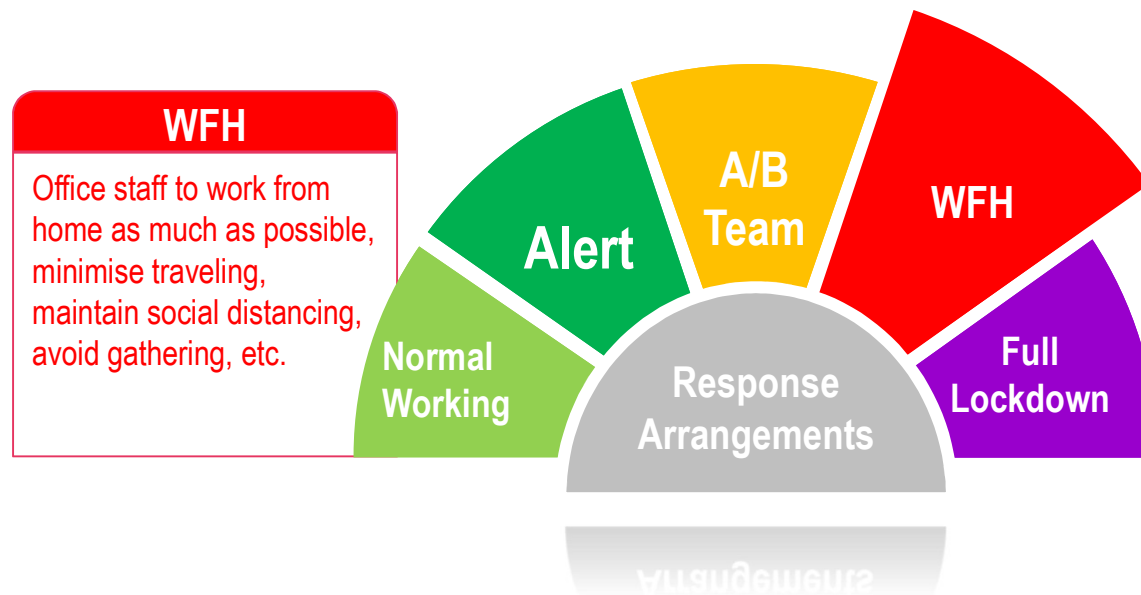 WFH
Office staff to work from
home as much as possible,
minimise traveling,
maintain social distancing,
avoid gathering, etc.
Normal
Working
Alert
A/B
Team
WFH
Full
Lockdown
Response
Arrangements
Arrangements